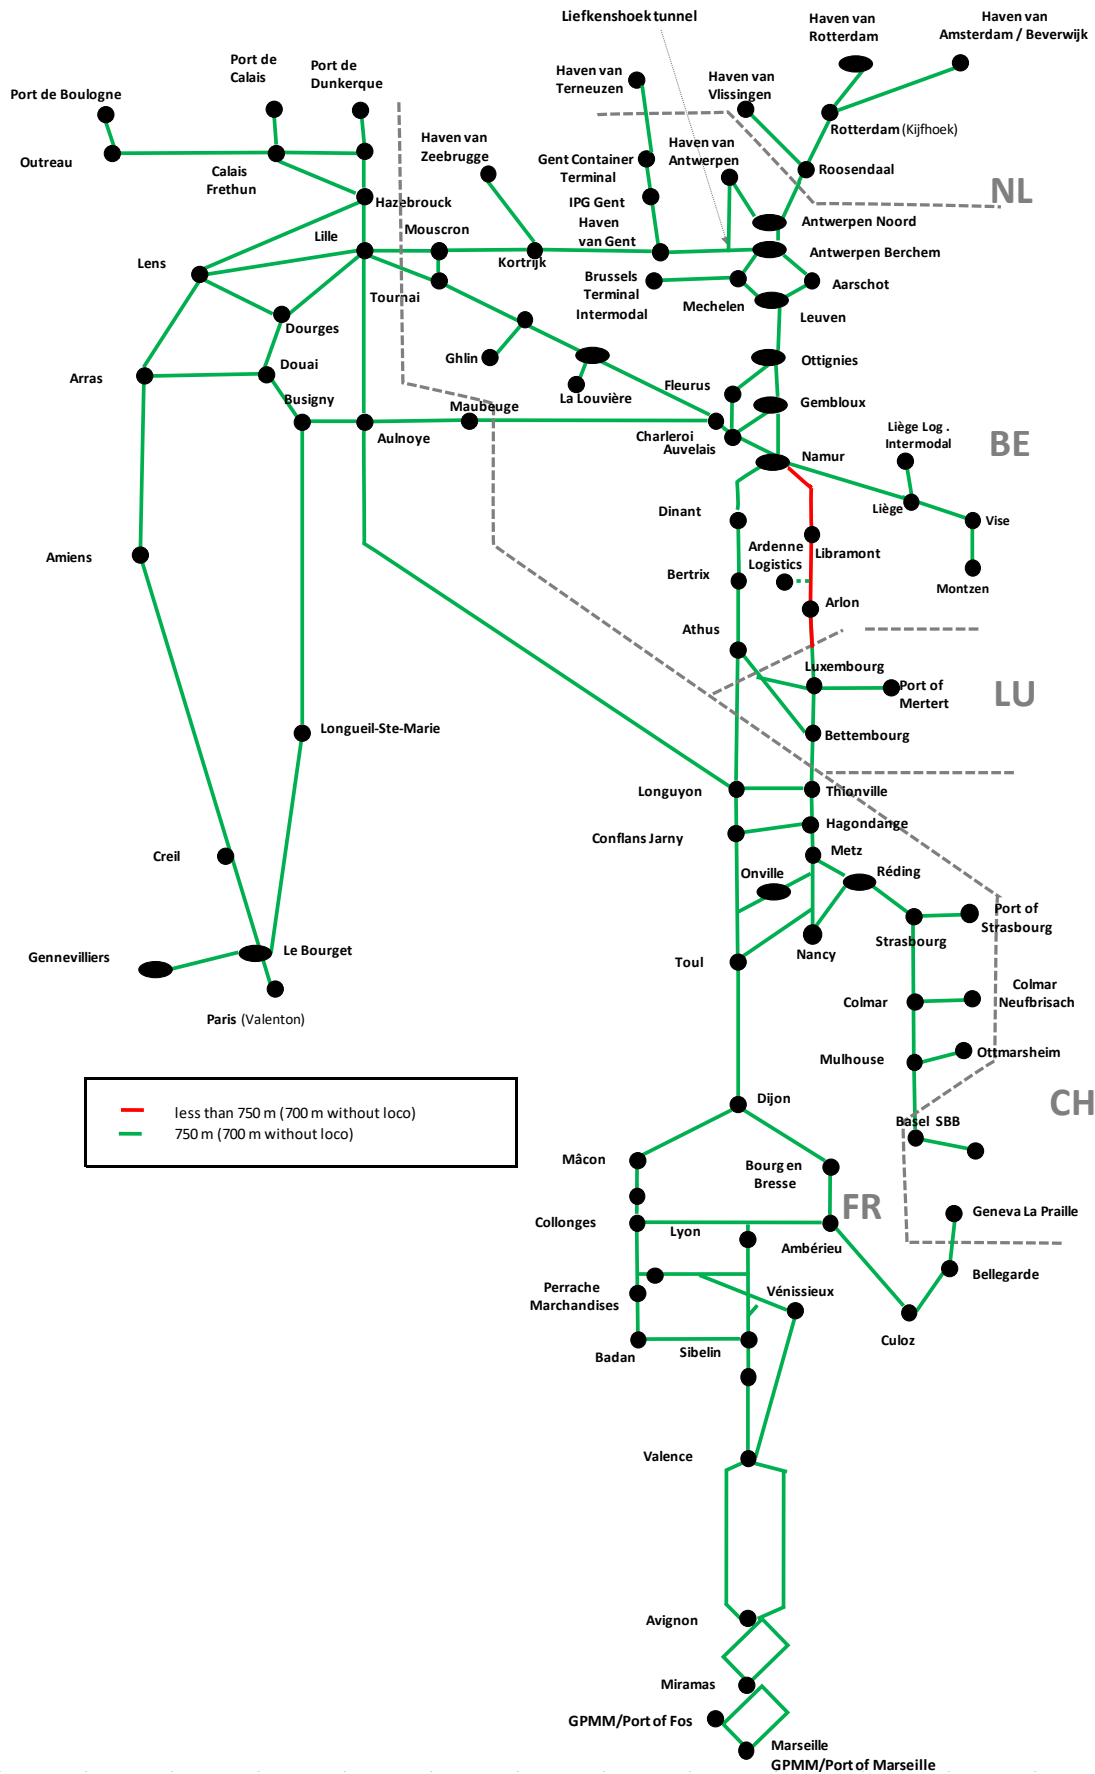 Liefkenshoek tunnel
Haven van
Rotterdam
Haven van
Amsterdam / Beverwijk
Port de
Calais
Port de
Dunkerque
Port de Boulogne
Haven van
Terneuzen
Haven van
Vlissingen
Outreau
Calais
Frethun
Haven van
Zeebrugge
Haven van
Antwerpen
Rotterdam (Kijfhoek)
Gent Container
Terminal
Roosendaal
NL
Hazebrouck
IPG Gent
Haven
van Gent
Antwerpen Noord
Lille
Mouscron
Kortrijk
Antwerpen Berchem
Lens
Tournai
Brussels
Terminal
Intermodal
Mechelen
Aarschot
Leuven
Dourges
Ghlin
Ottignies
Douai
Arras
La Louvière
Fleurus
Gembloux
Busigny
Maubeuge
Aulnoye
Charleroi
Auvelais
Liège Log .
Intermodal
BE
Namur
Dinant
Liège
Vise
Amiens
Ardenne
Logistics
Libramont
Bertrix
Montzen
Arlon
Athus
Luxembourg
Port of
Mertert
LU
Longueil-Ste-Marie
Bettembourg
Longuyon
Thionville
Conflans Jarny
Hagondange
Creil
Metz
Onville
Réding
Port of
Strasbourg
Gennevilliers
Le Bourget
Nancy
Strasbourg
Toul
Colmar
Colmar
Neufbrisach
Paris (Valenton)
Mulhouse
Ottmarsheim
less than 750 m (700 m without loco)
750 m (700 m without loco)
Dijon
CH
Basel SBB
Mâcon
Bourg en
Bresse
FR
Geneva La Praille
Collonges
Lyon
Ambérieu
Bellegarde
Perrache
Marchandises
Vénissieux
Culoz
Badan
Sibelin
Valence
Avignon
Miramas
GPMM/Port of Fos
Marseille
GPMM/Port of Marseille